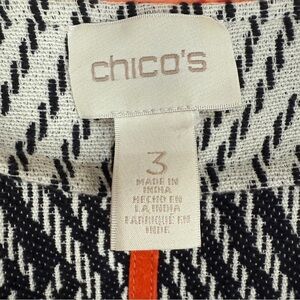 chico's
3
MADE IN
INDIA
HECHO EN
LA INDIA
FABRIQUÉ EN
INDE